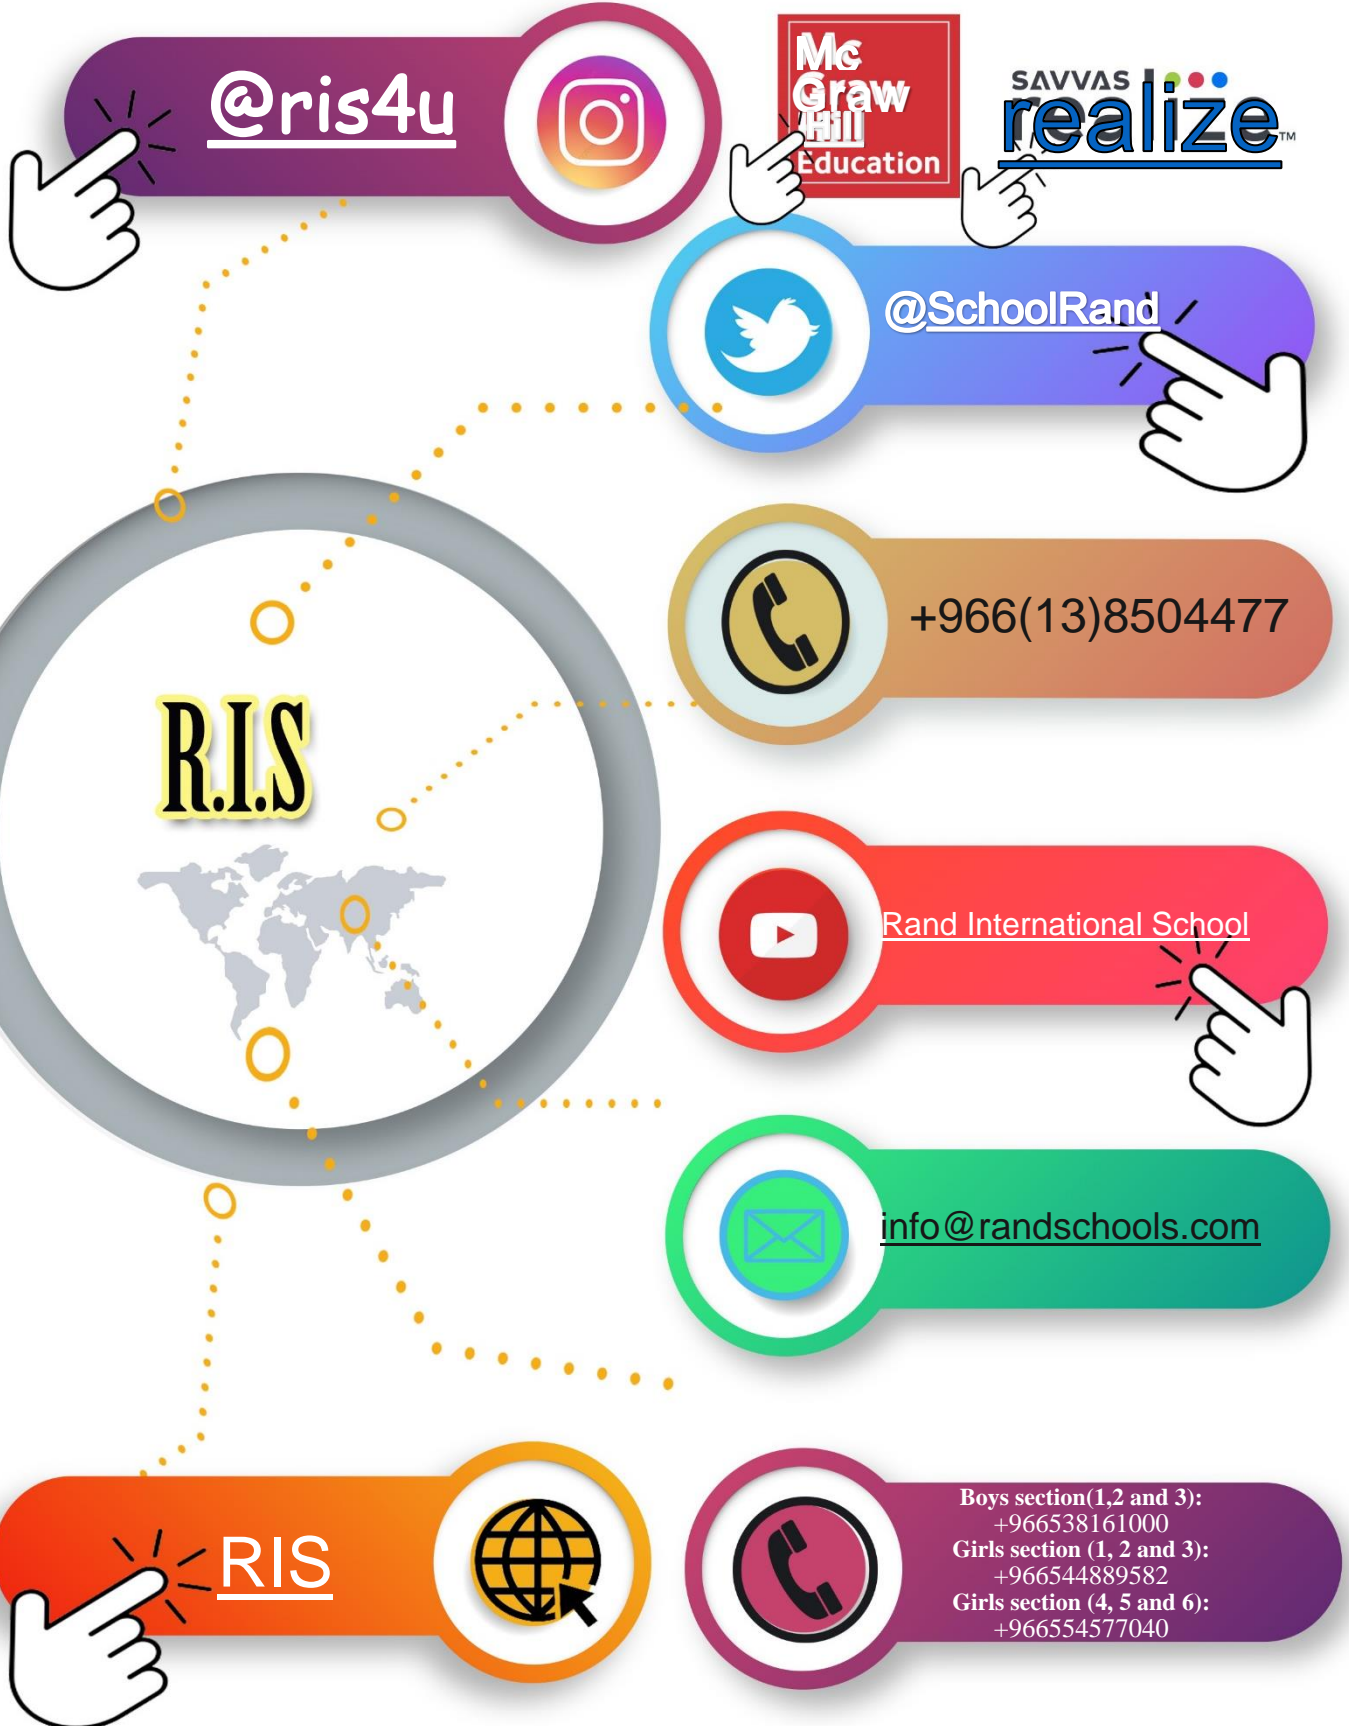 @ris4u
Mc
Graw
Hill
Education
SAVVAS
realize™
@SchoolRand
+966(13)8504477
R.I.S
Rand International School
info@randschools.com
RIS
Boys section(1,2 and 3):
+966538161000
Girls section (1, 2 and 3):
+966544889582
Girls section (4, 5 and 6):
+966554577040